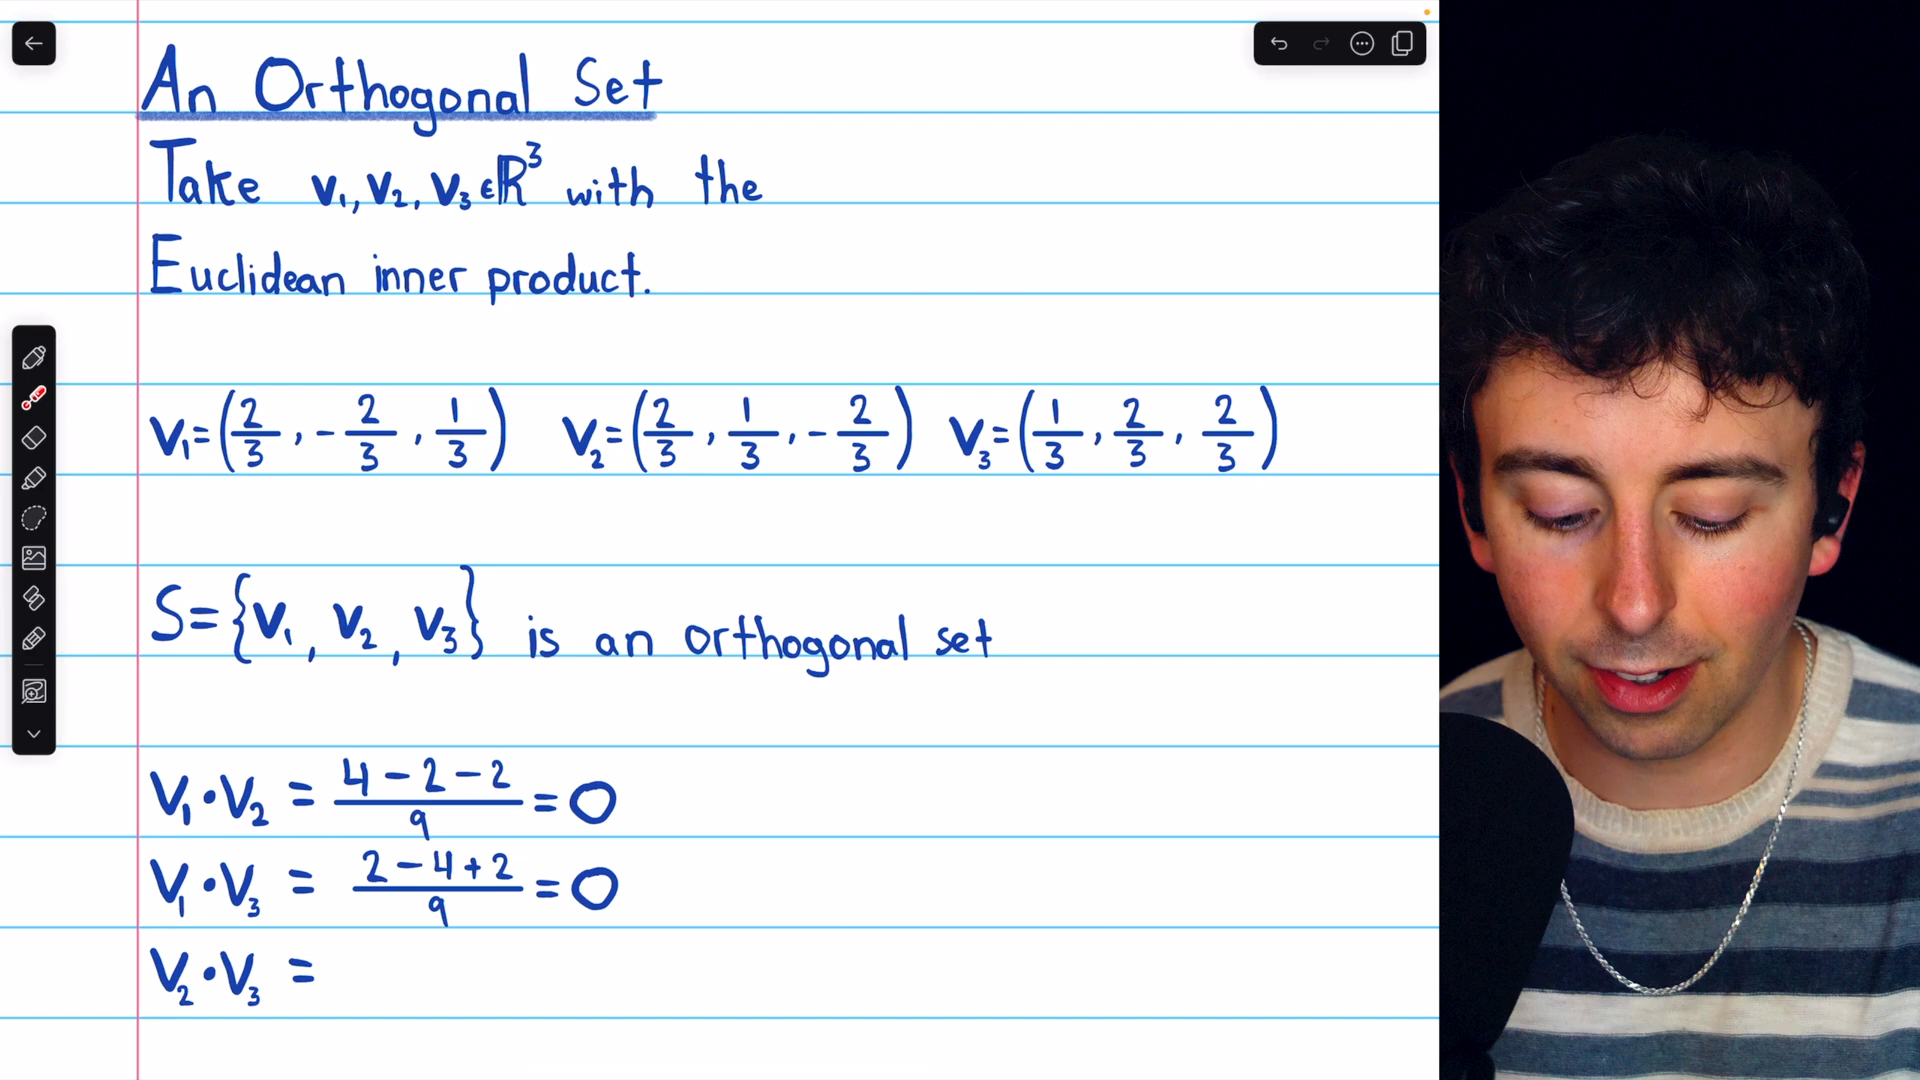 An Orthogonal Set
Take v₁, v₂, v₃ ∈ ℝ³ with the
Euclidean inner product.
v₁ = (2/3, -2/3, 1/3) v₂ = (2/3, 1/3, -2/3) v₃ = (1/3, 2/3, 2/3)
S = {v₁, v₂, v₃} is an orthogonal set
v₁ · v₂ = (4 - 2 - 2)/9 = 0
v₁ · v₃ = (2 - 4 + 2)/9 = 0
v₂ · v₃ =